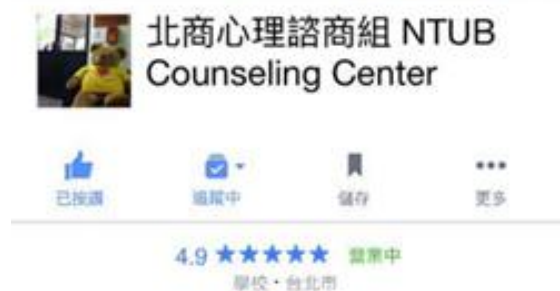 北商心理諮商組 NTUB
Counseling Center
已按讚
追蹤中
儲存
更多
4.9 ★★★★★ 營業中
學校・台北市